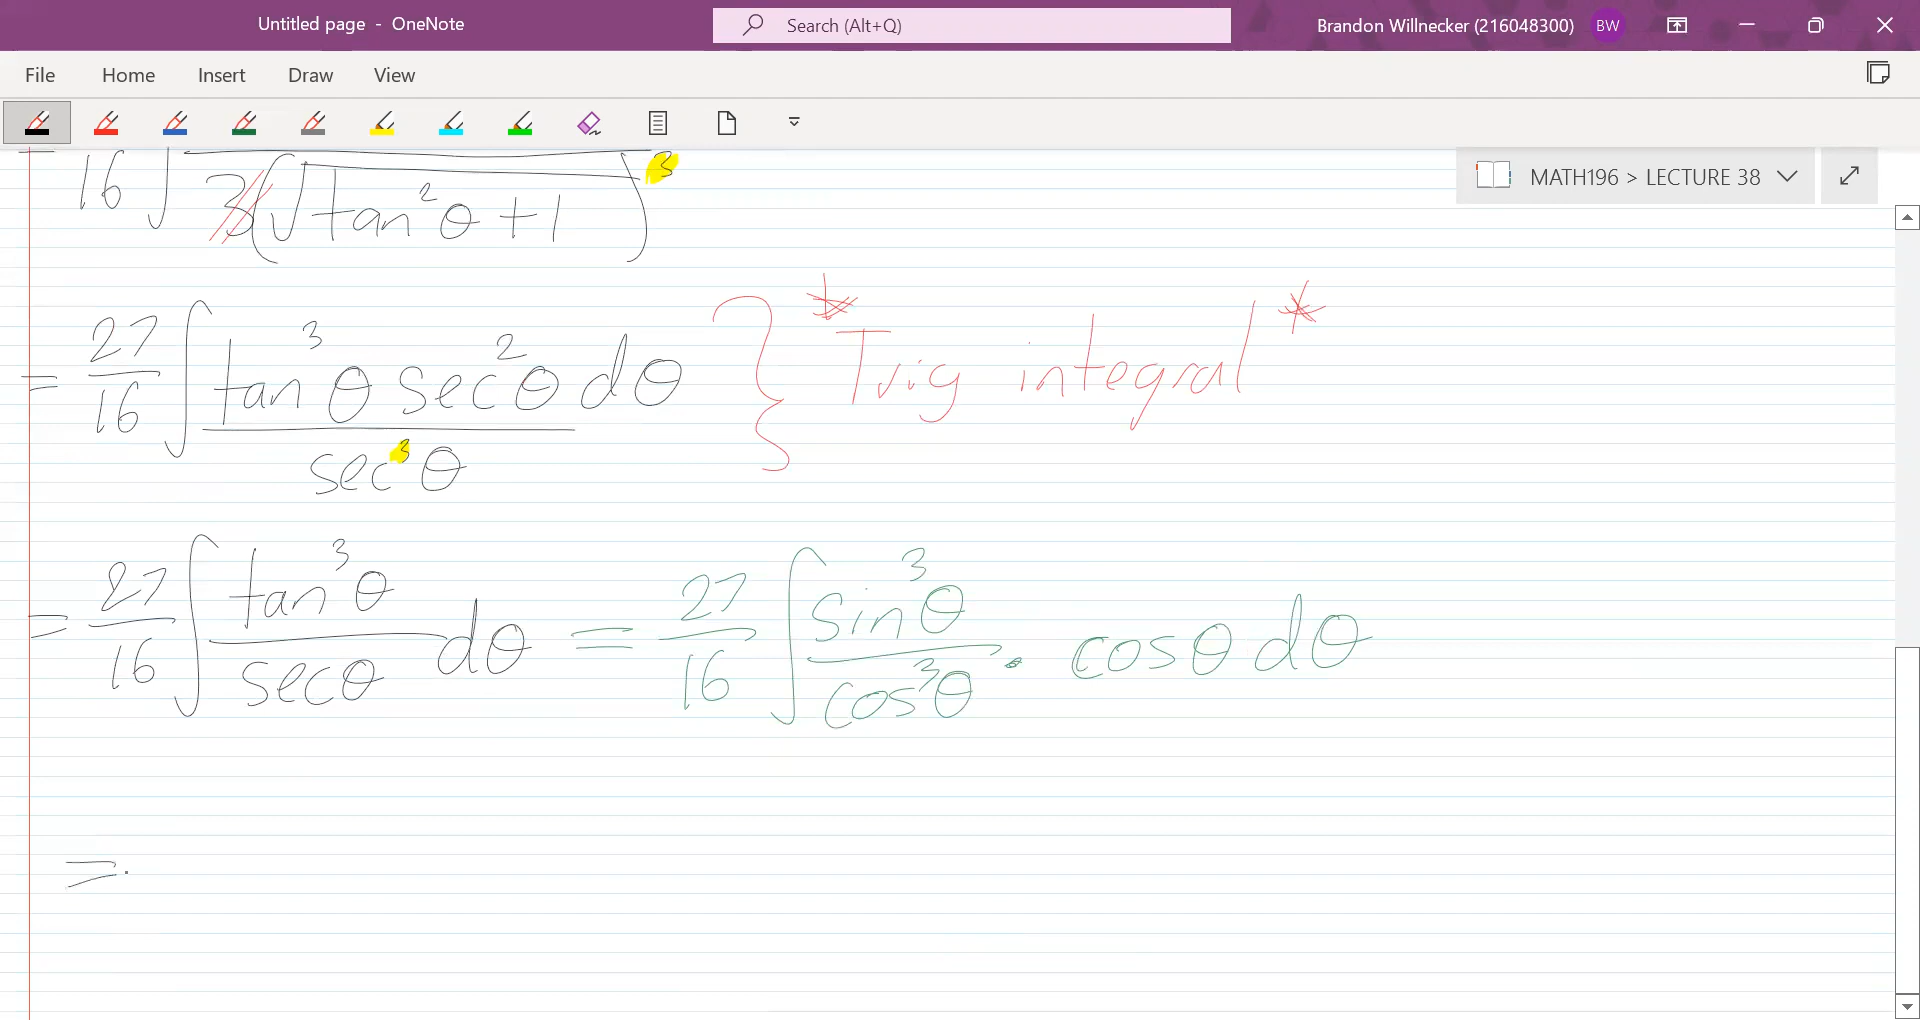 Untitled page - OneNote
Search (Alt+Q)
Brandon Willnecker (216048300) BW
File Home Insert Draw View
MATH196 > LECTURE 38
= 16 ∫ 3(√tan²θ + 1)³
= 27/16 ∫ tan³θ sec²θ dθ / sec³θ } * Trig integral *
= 27/16 ∫ tan³θ/secθ dθ = 27/16 ∫ sin³θ/cos³θ · cosθ dθ
=